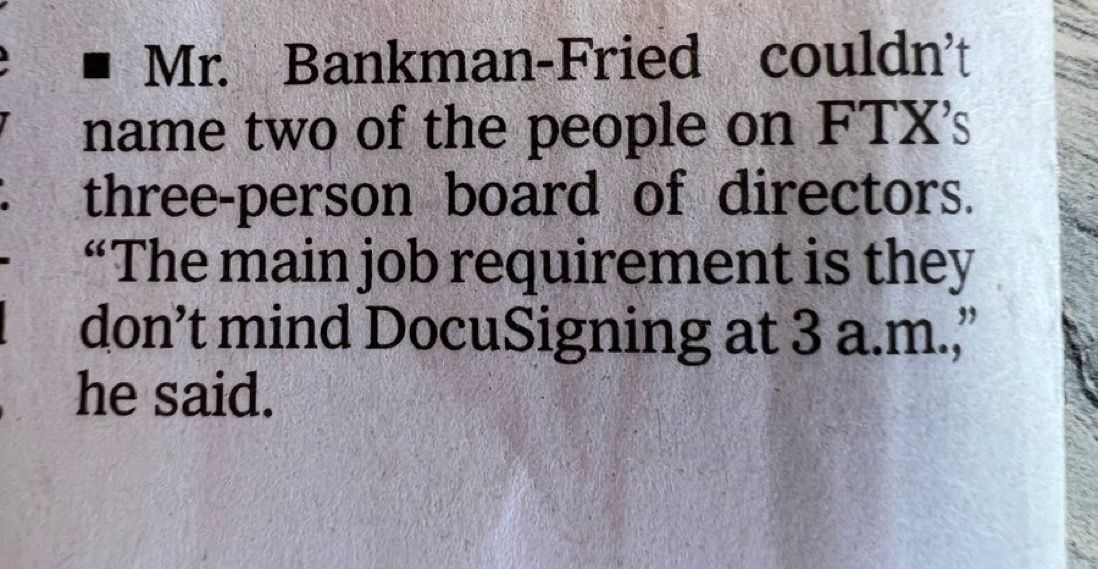 ■ Mr. Bankman-Fried couldn’t
name two of the people on FTX’s
three-person board of directors.
“The main job requirement is they
don’t mind DocuSigning at 3 a.m.,”
he said.